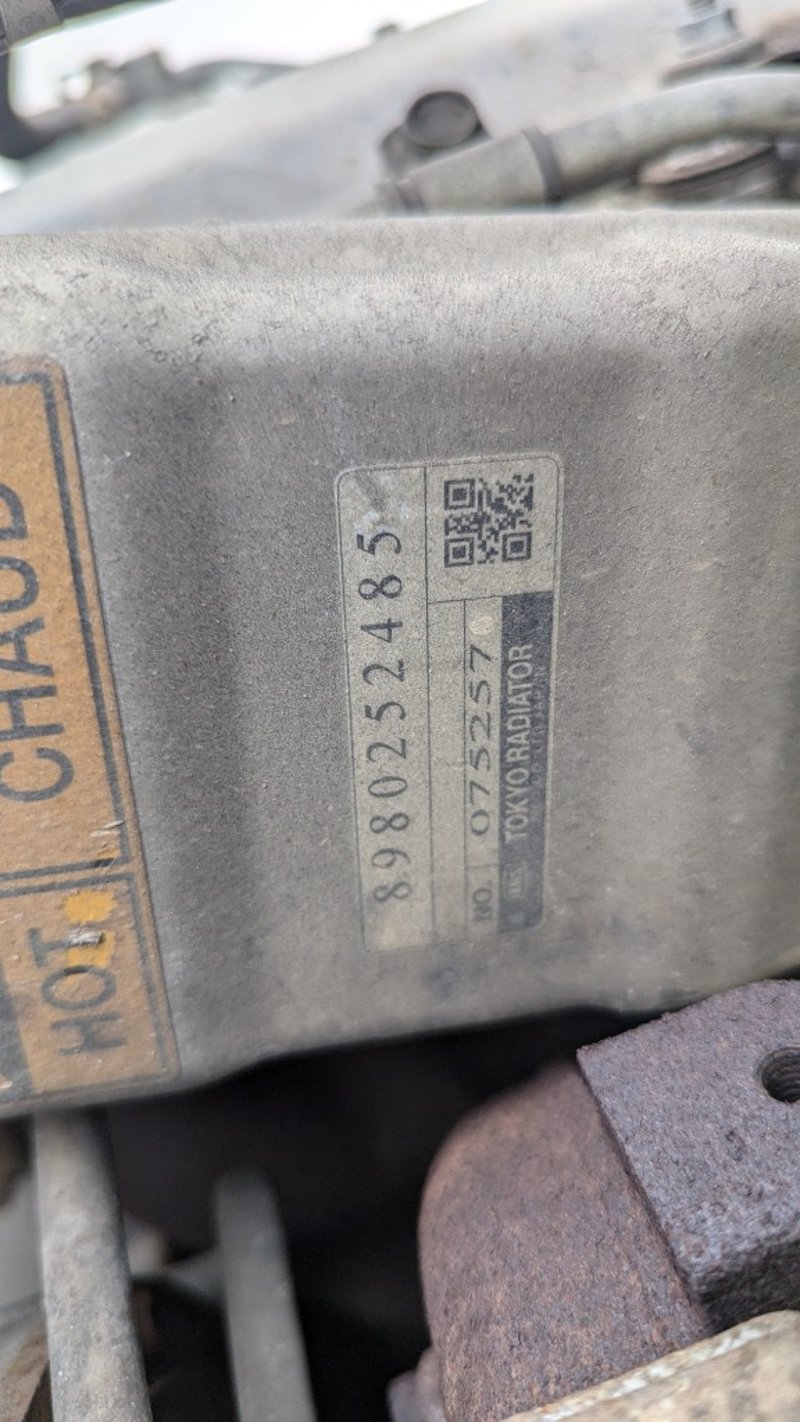 CHAUD
HOT
8980252485
NO. 075257
TOKYO RADIATOR